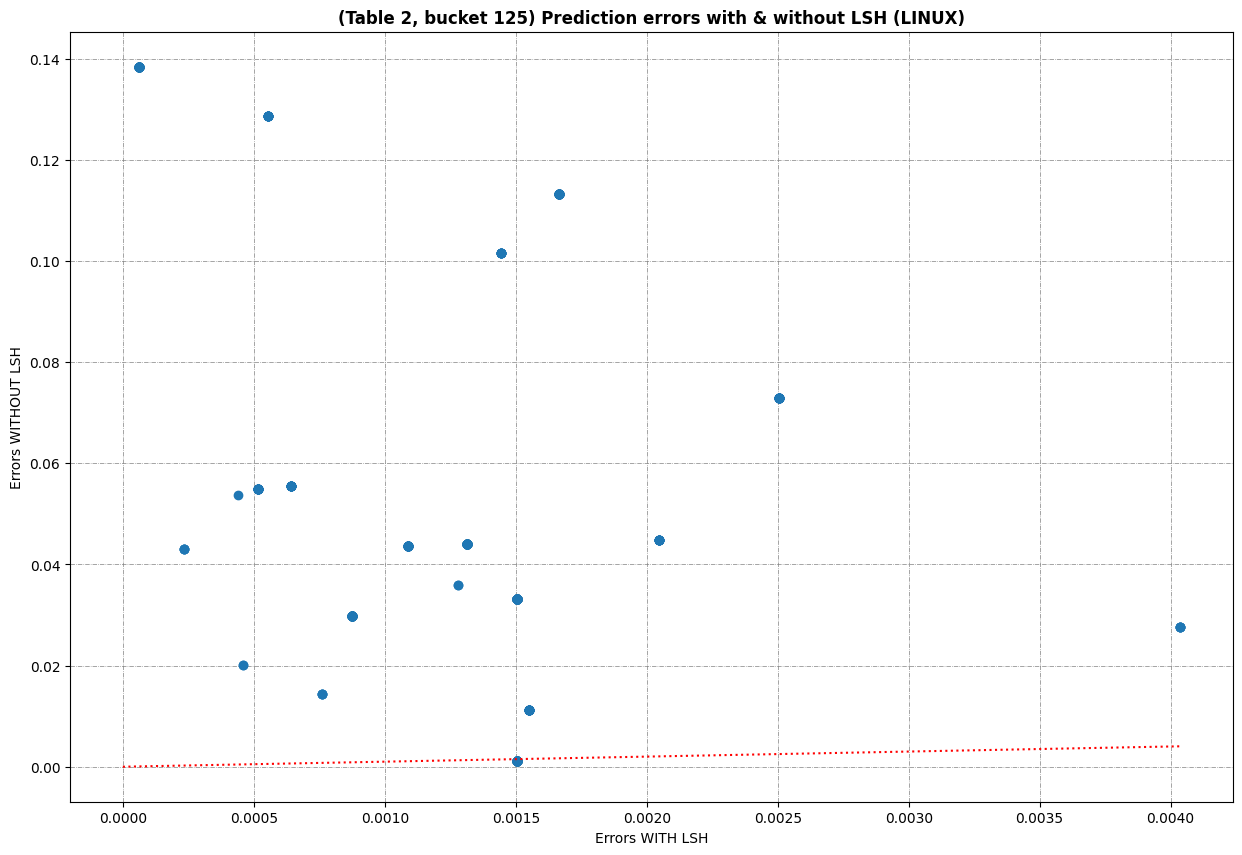 (Table 2, bucket 125) Prediction errors with & without LSH (LINUX)
Errors WITHOUT LSH
0.14
0.12
0.10
0.08
0.06
0.04
0.02
0.00
0.0000 0.0005 0.0010 0.0015 0.0020 0.0025 0.0030 0.0035 0.0040
Errors WITH LSH